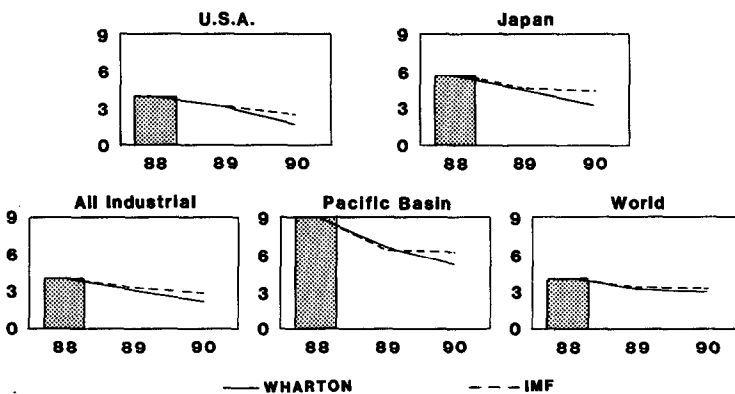 U.S.A. Japan
9 9
6 6
3 3
0 0
88 89 90 88 89 90
All Industrial Pacific Basin World
9 9 9
6 6 6
3 3 3
0 0 0
88 89 90 88 89 90 88 89 90
WHARTON IMF